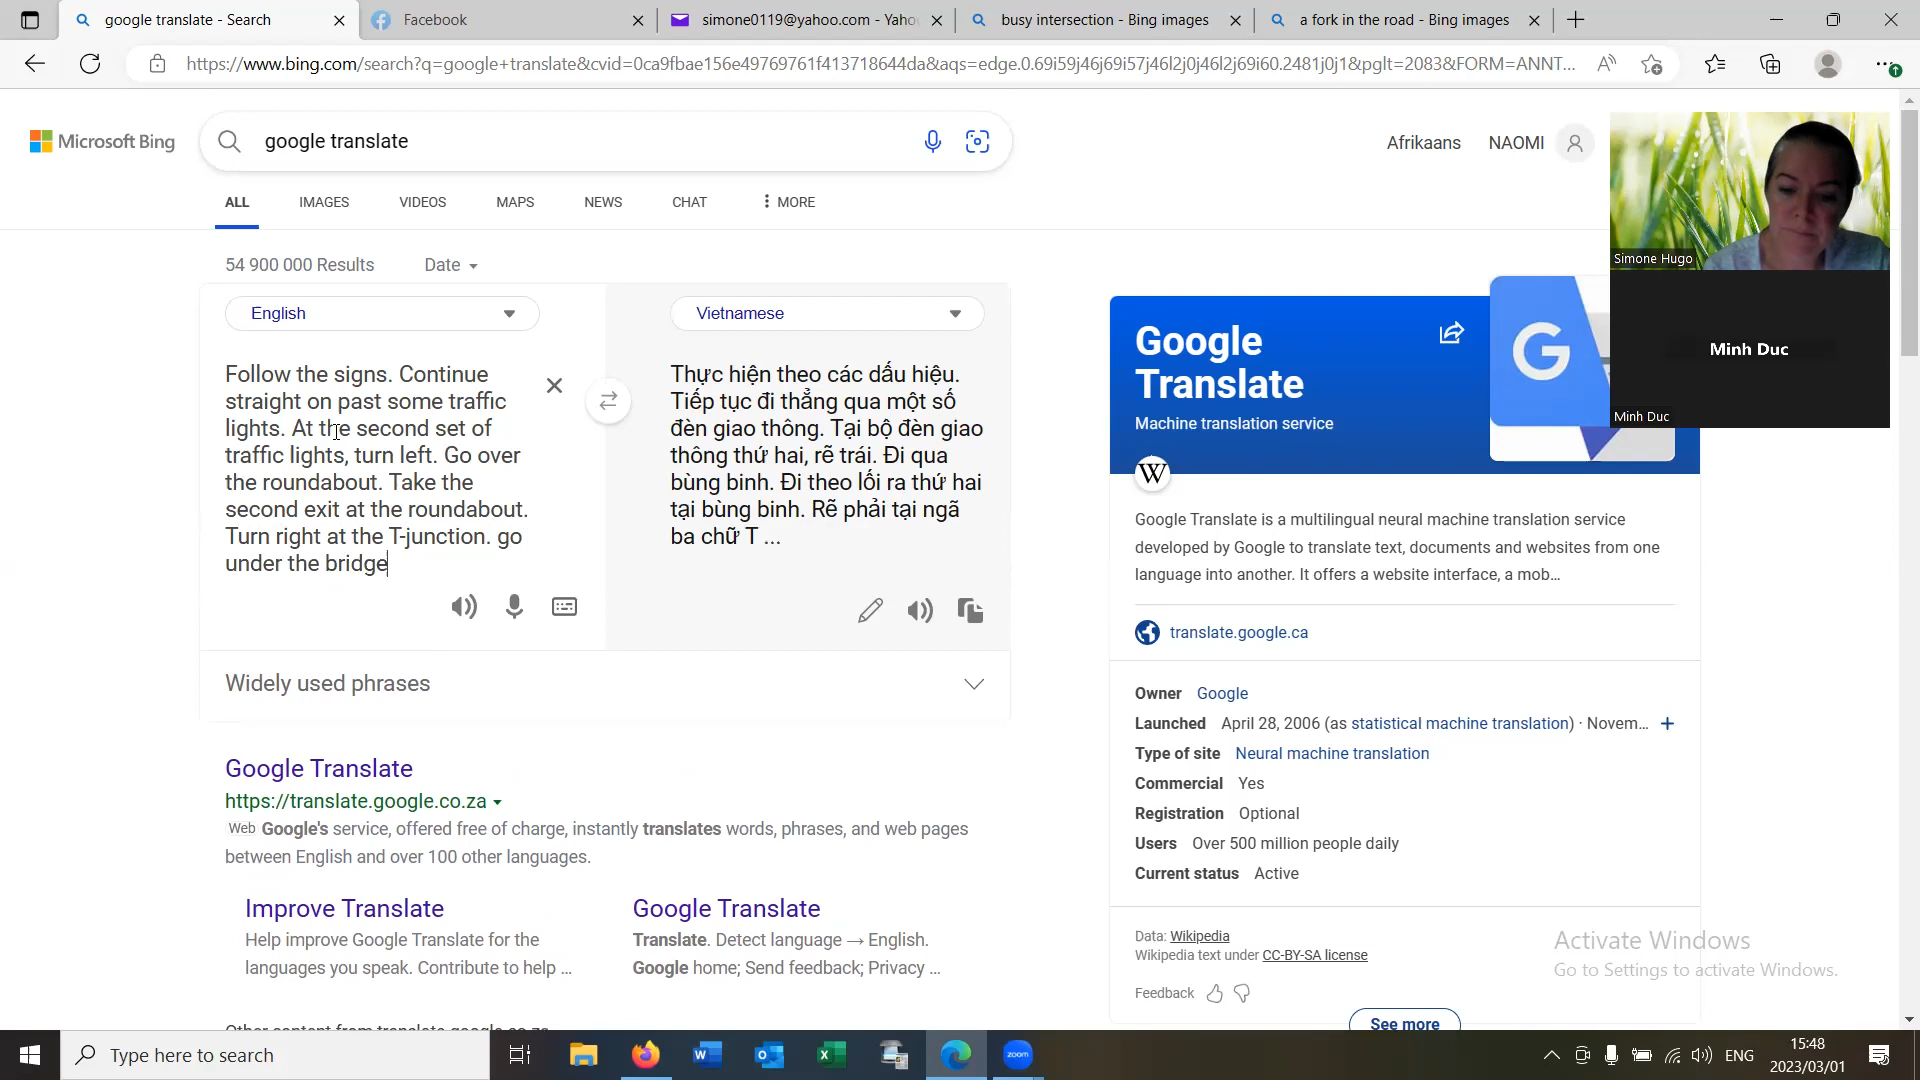 google translate - Search
Facebook
simone0119@yahoo.com - Yaho
busy intersection - Bing images
a fork in the road - Bing images
https://www.bing.com/search?q=google+translate&cvid=0ca9fbae156e49769761f413718644da&aqs=edge.0.69i59j46j69i57j46l2j0j46l2j69i60.2481j0j1&pglt=2083&FORM=ANNT...
Microsoft Bing
google translate
Afrikaans
NAOMI
ALL
IMAGES
VIDEOS
MAPS
NEWS
CHAT
MORE
Simone Hugo
54 900 000 Results
Date
English
Vietnamese
Follow the signs. Continue
straight on past some traffic
lights. At the second set of
traffic lights, turn left. Go over
the roundabout. Take the
second exit at the roundabout.
Turn right at the T-junction. go
under the bridge
Thực hiện theo các dấu hiệu.
Tiếp tục đi thẳng qua một số
đèn giao thông. Tại bộ đèn giao
thông thứ hai, rẽ trái. Đi qua
bùng binh. Đi theo lối ra thứ hai
tại bùng binh. Rẽ phải tại ngã
ba chữ T ...
Google
Translate
Machine translation service
G
Minh Duc
Minh Duc
W
Google Translate is a multilingual neural machine translation service
developed by Google to translate text, documents and websites from one
language into another. It offers a website interface, a mob...
translate.google.ca
Owner Google
Launched April 28, 2006 (as statistical machine translation) · Novem... +
Type of site Neural machine translation
Commercial Yes
Registration Optional
Users Over 500 million people daily
Current status Active
Data: Wikipedia
Wikipedia text under CC-BY-SA license
Feedback
See more
Widely used phrases
Google Translate
https://translate.google.co.za
Web Google's service, offered free of charge, instantly translates words, phrases, and web pages
between English and over 100 other languages.
Improve Translate
Help improve Google Translate for the
languages you speak. Contribute to help ...
Google Translate
Translate. Detect language → English.
Google home; Send feedback; Privacy ...
Other content from translate.google.co.za
Activate Windows
Go to Settings to activate Windows.
Type here to search
zoom
ENG
15:48
2023/03/01